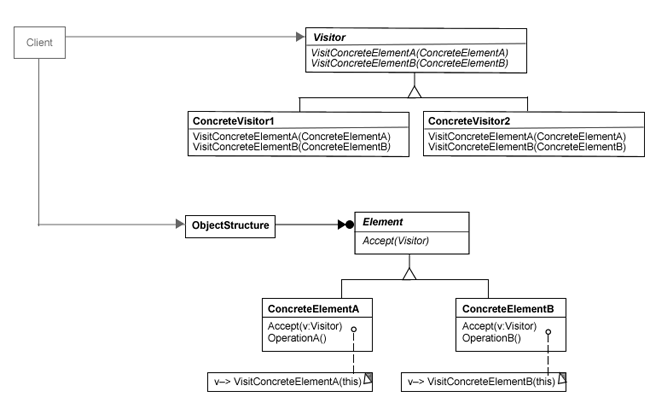 Client
Visitor
VisitConcreteElementA(ConcreteElementA)
VisitConcreteElementB(ConcreteElementB)
ConcreteVisitor1
VisitConcreteElementA(ConcreteElementA)
VisitConcreteElementB(ConcreteElementB)
ConcreteVisitor2
VisitConcreteElementA(ConcreteElementA)
VisitConcreteElementB(ConcreteElementB)
ObjectStructure
Element
Accept(Visitor)
ConcreteElementA
Accept(v:Visitor)
OperationA()
ConcreteElementB
Accept(v:Visitor)
OperationB()
v–> VisitConcreteElementA(this)
v–> VisitConcreteElementB(this)